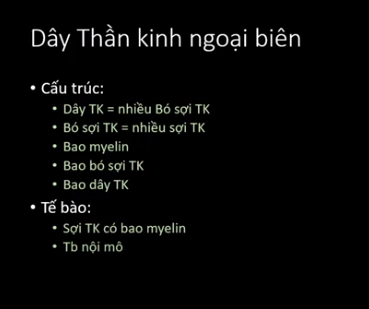 Dây Thần kinh ngoại biên
• Cấu trúc:
• Dây TK = nhiều Bó sợi TK
• Bó sợi TK = nhiều sợi TK
• Bao myelin
• Bao bó sợi TK
• Bao dây TK
• Tế bào:
• Sợi TK có bao myelin
• Tb nội mô